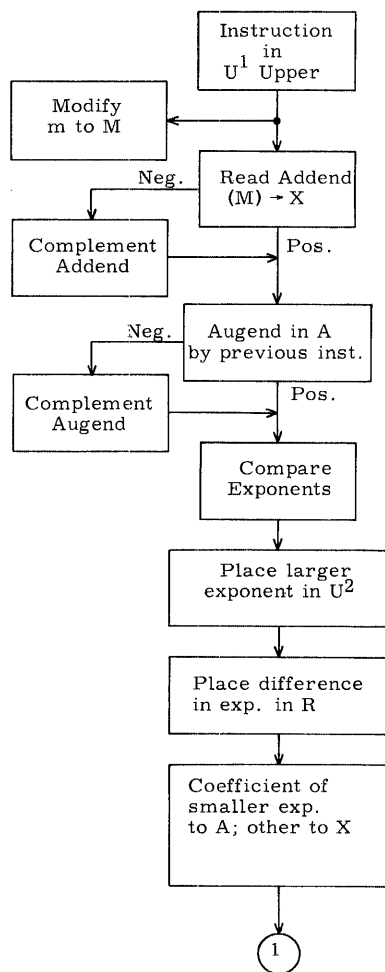 Instruction
in
U¹ Upper
Modify
m to M
Neg.
Read Addend
(M) → X
Complement
Addend
Pos.
Neg.
Augend in A
by previous inst.
Complement
Augend
Pos.
Compare
Exponents
Place larger
exponent in U²
Place difference
in exp. in R
Coefficient of
smaller exp.
to A; other to X
1